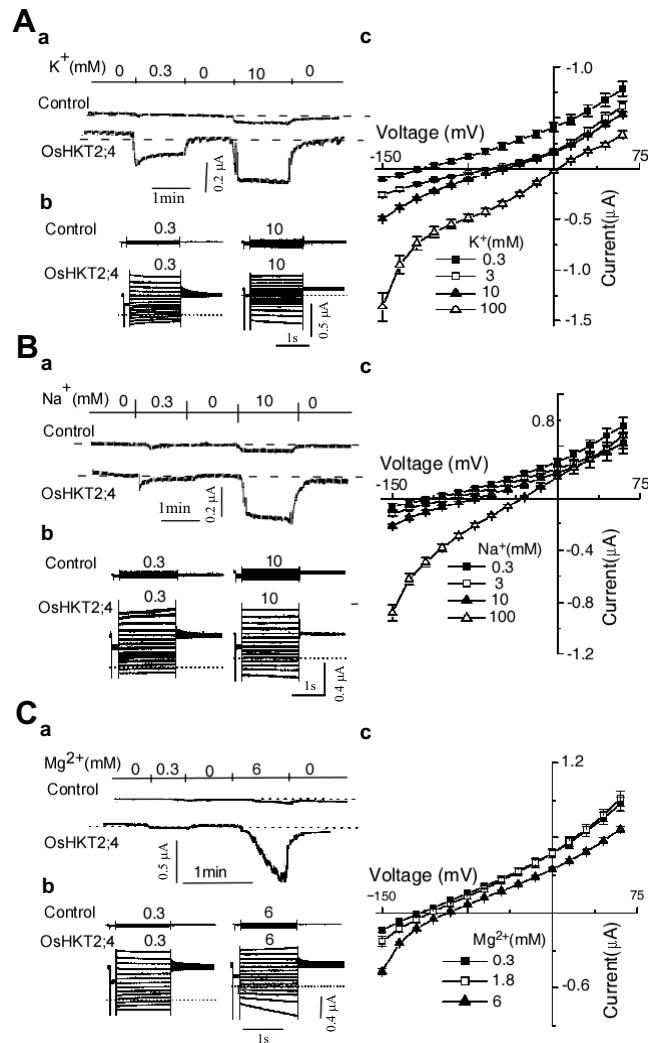 A
a
K+(mM) 0 0.3 0 10 0
Control
OsHKT2;4
1min
0.2 μA
b
Control
0.3 10
OsHKT2;4
0.3 10
1s
0.5 μA
c
-1.0
Voltage (mV)
-150 75
-0.5
K+(mM)
0.3
3
10
100
-1.0
-1.5
Current(μA)
B
a
Na+(mM) 0 0.3 0 10 0
Control
OsHKT2;4
1min
0.2 μA
b
Control
0.3 10
OsHKT2;4
0.3 10
1s
0.4 μA
c
0.8
Voltage (mV)
-150 75
-0.4
Na+(mM)
0.3
3
10
100
-0.8
-1.2
Current(μA)
C
a
Mg2+(mM) 0 0.3 0 6 0
Control
OsHKT2;4
0.5 μA
1min
b
Control
0.3 6
OsHKT2;4
0.3 6
1s
0.4 μA
c
1.2
Voltage (mV)
-150 75
Mg2+(mM)
0.3
1.8
6
-0.6
Current(μA)